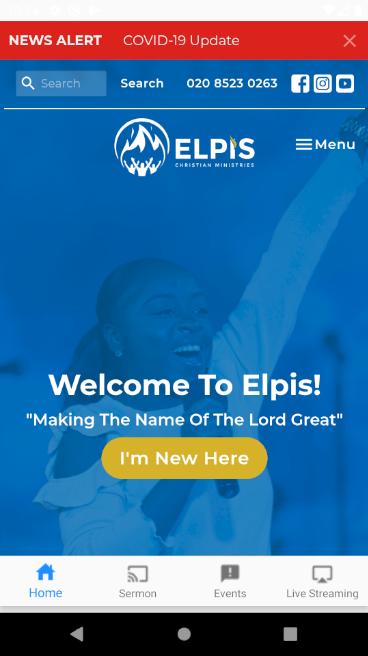 NEWS ALERT COVID-19 Update
Search Search 020 8523 0263
ELPIS
CHRISTIAN MINISTRIES
Menu
Welcome To Elpis!
"Making The Name Of The Lord Great"
I'm New Here
Home Sermon Events Live Streaming